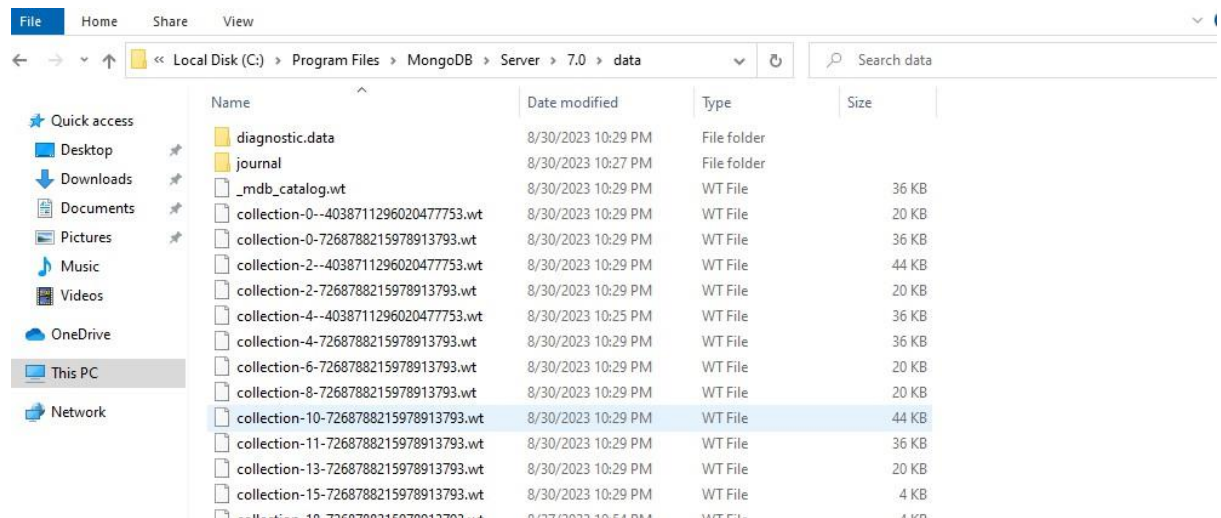 File Home Share View
« Local Disk (C:) > Program Files > MongoDB > Server > 7.0 > data Search data
Name Date modified Type Size
Quick access
Desktop
Downloads
Documents
Pictures
Music
Videos
OneDrive
This PC
Network
diagnostic.data 8/30/2023 10:29 PM File folder
journal 8/30/2023 10:27 PM File folder
_mdb_catalog.wt 8/30/2023 10:29 PM WT File 36 KB
collection-0--4038711296020477753.wt 8/30/2023 10:29 PM WT File 20 KB
collection-0-7268788215978913793.wt 8/30/2023 10:29 PM WT File 36 KB
collection-2--4038711296020477753.wt 8/30/2023 10:29 PM WT File 44 KB
collection-2-7268788215978913793.wt 8/30/2023 10:29 PM WT File 20 KB
collection-4--4038711296020477753.wt 8/30/2023 10:25 PM WT File 36 KB
collection-4-7268788215978913793.wt 8/30/2023 10:29 PM WT File 36 KB
collection-6-7268788215978913793.wt 8/30/2023 10:29 PM WT File 20 KB
collection-8-7268788215978913793.wt 8/30/2023 10:29 PM WT File 20 KB
collection-10-7268788215978913793.wt 8/30/2023 10:29 PM WT File 44 KB
collection-11-7268788215978913793.wt 8/30/2023 10:29 PM WT File 36 KB
collection-13-7268788215978913793.wt 8/30/2023 10:29 PM WT File 20 KB
collection-15-7268788215978913793.wt 8/30/2023 10:29 PM WT File 4 KB